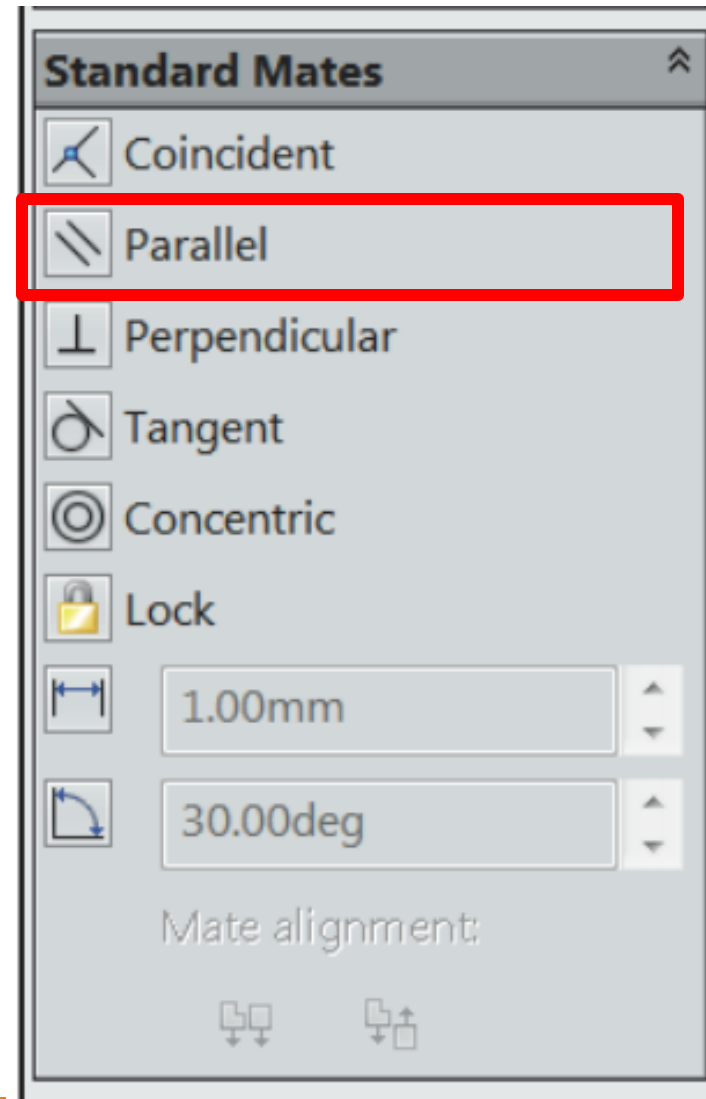 Standard Mates
Coincident
Parallel
Perpendicular
Tangent
Concentric
Lock
1.00mm
30.00deg
Mate alignment: